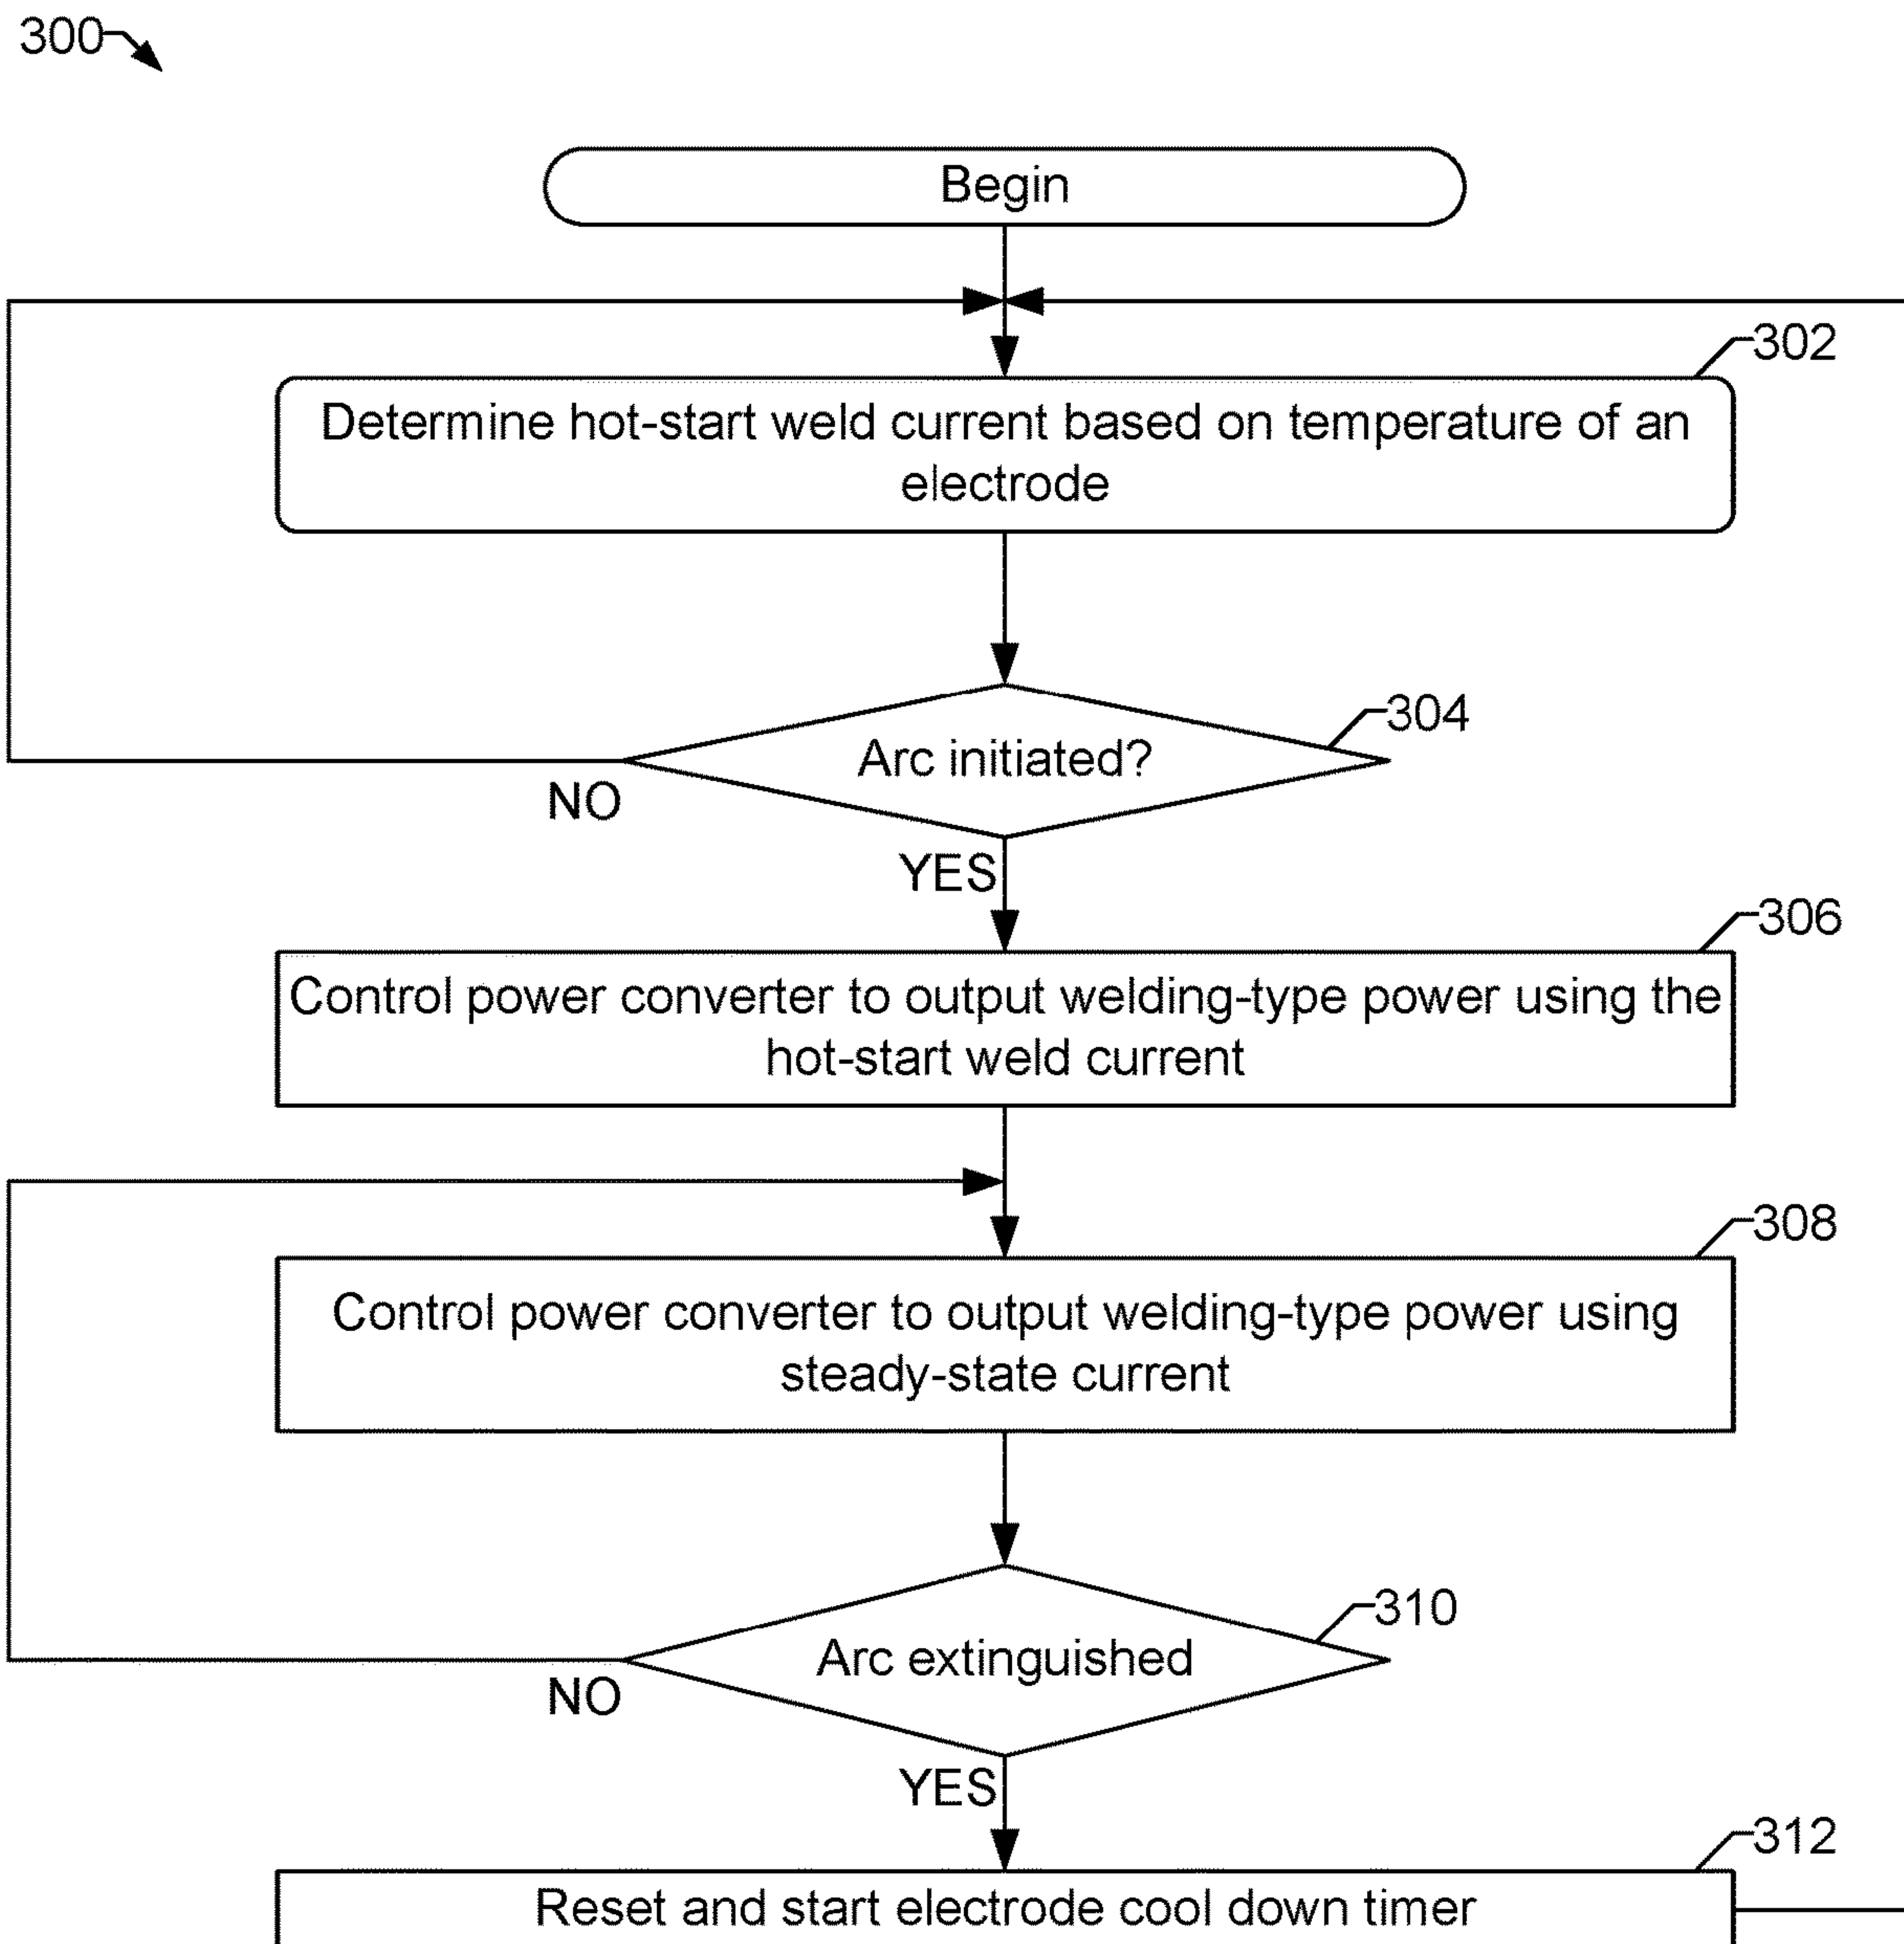 300
Begin
302
Determine hot-start weld current based on temperature of an
electrode
304
Arc initiated?
NO
YES
306
Control power converter to output welding-type power using the
hot-start weld current
308
Control power converter to output welding-type power using
steady-state current
310
Arc extinguished
NO
YES
312
Reset and start electrode cool down timer